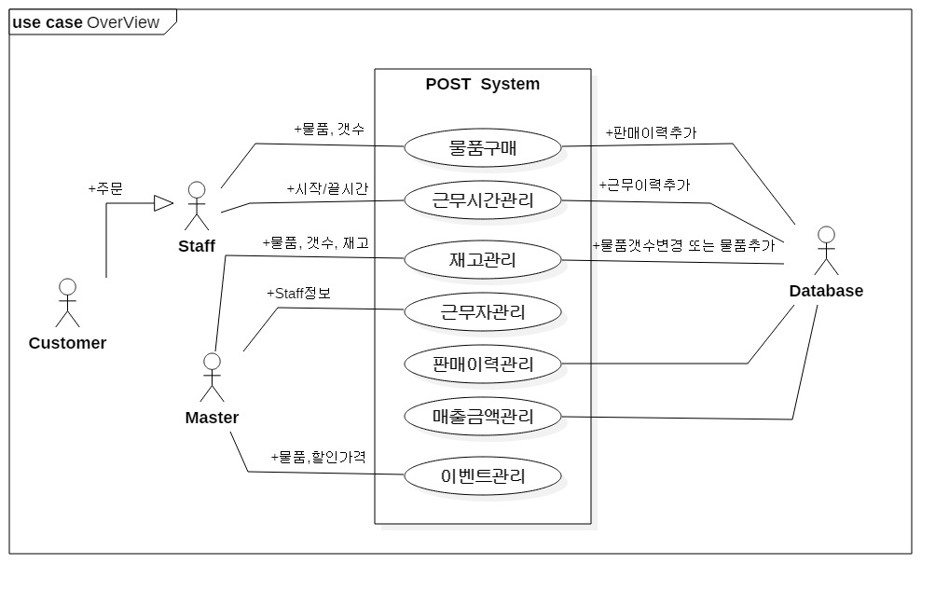 use case OverView
POST System
+물품, 갯수
+판매이력추가
물품구매
+주문
+시작/끝시간
+근무이력추가
근무시간관리
Staff
+물품, 갯수, 재고
+물품갯수변경 또는 물품추가
재고관리
Database
+Staff정보
근무자관리
Customer
판매이력관리
Master
매출금액관리
+물품,할인가격
이벤트관리